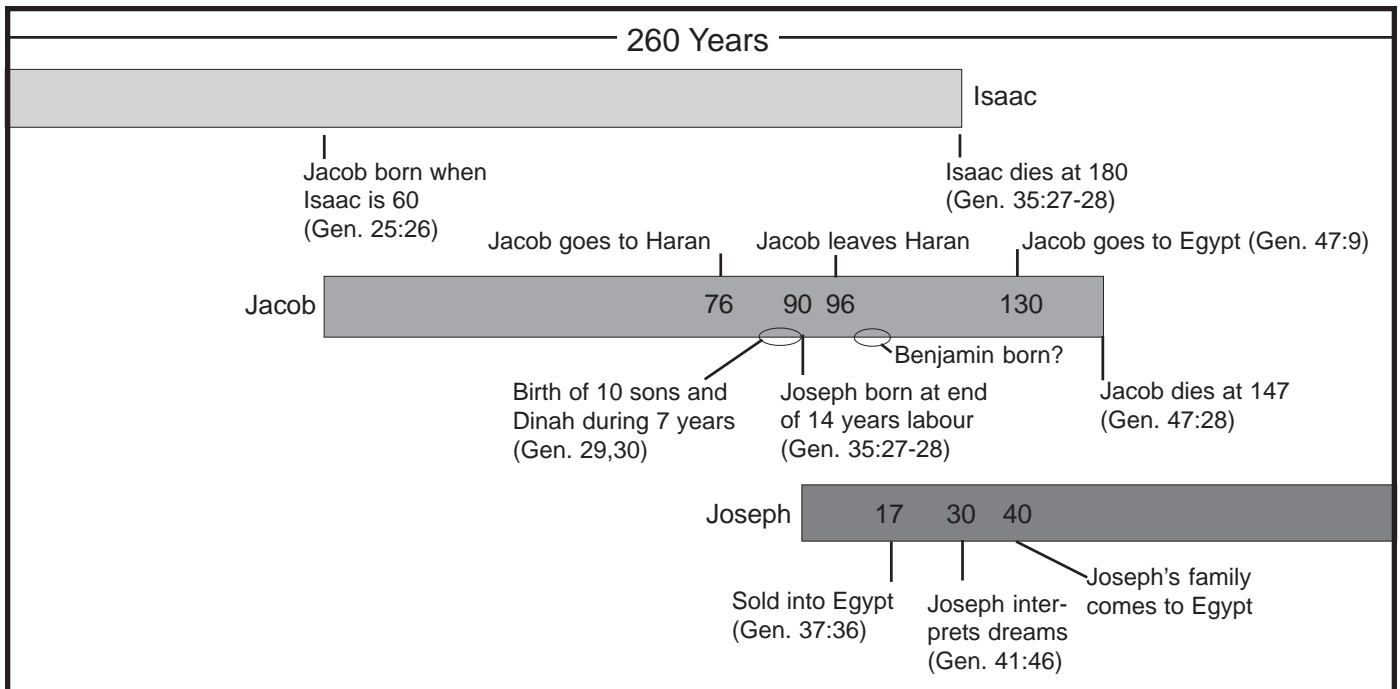 260 Years
Isaac
Jacob born when
Isaac is 60
(Gen. 25:26)
Isaac dies at 180
(Gen. 35:27-28)
Jacob goes to Haran
Jacob leaves Haran
Jacob goes to Egypt (Gen. 47:9)
Jacob
76
90
96
130
Benjamin born?
Birth of 10 sons and
Dinah during 7 years
(Gen. 29,30)
Joseph born at end
of 14 years labour
(Gen. 35:27-28)
Jacob dies at 147
(Gen. 47:28)
Joseph
17
30
40
Sold into Egypt
(Gen. 37:36)
Joseph inter-
prets dreams
(Gen. 41:46)
Joseph's family
comes to Egypt